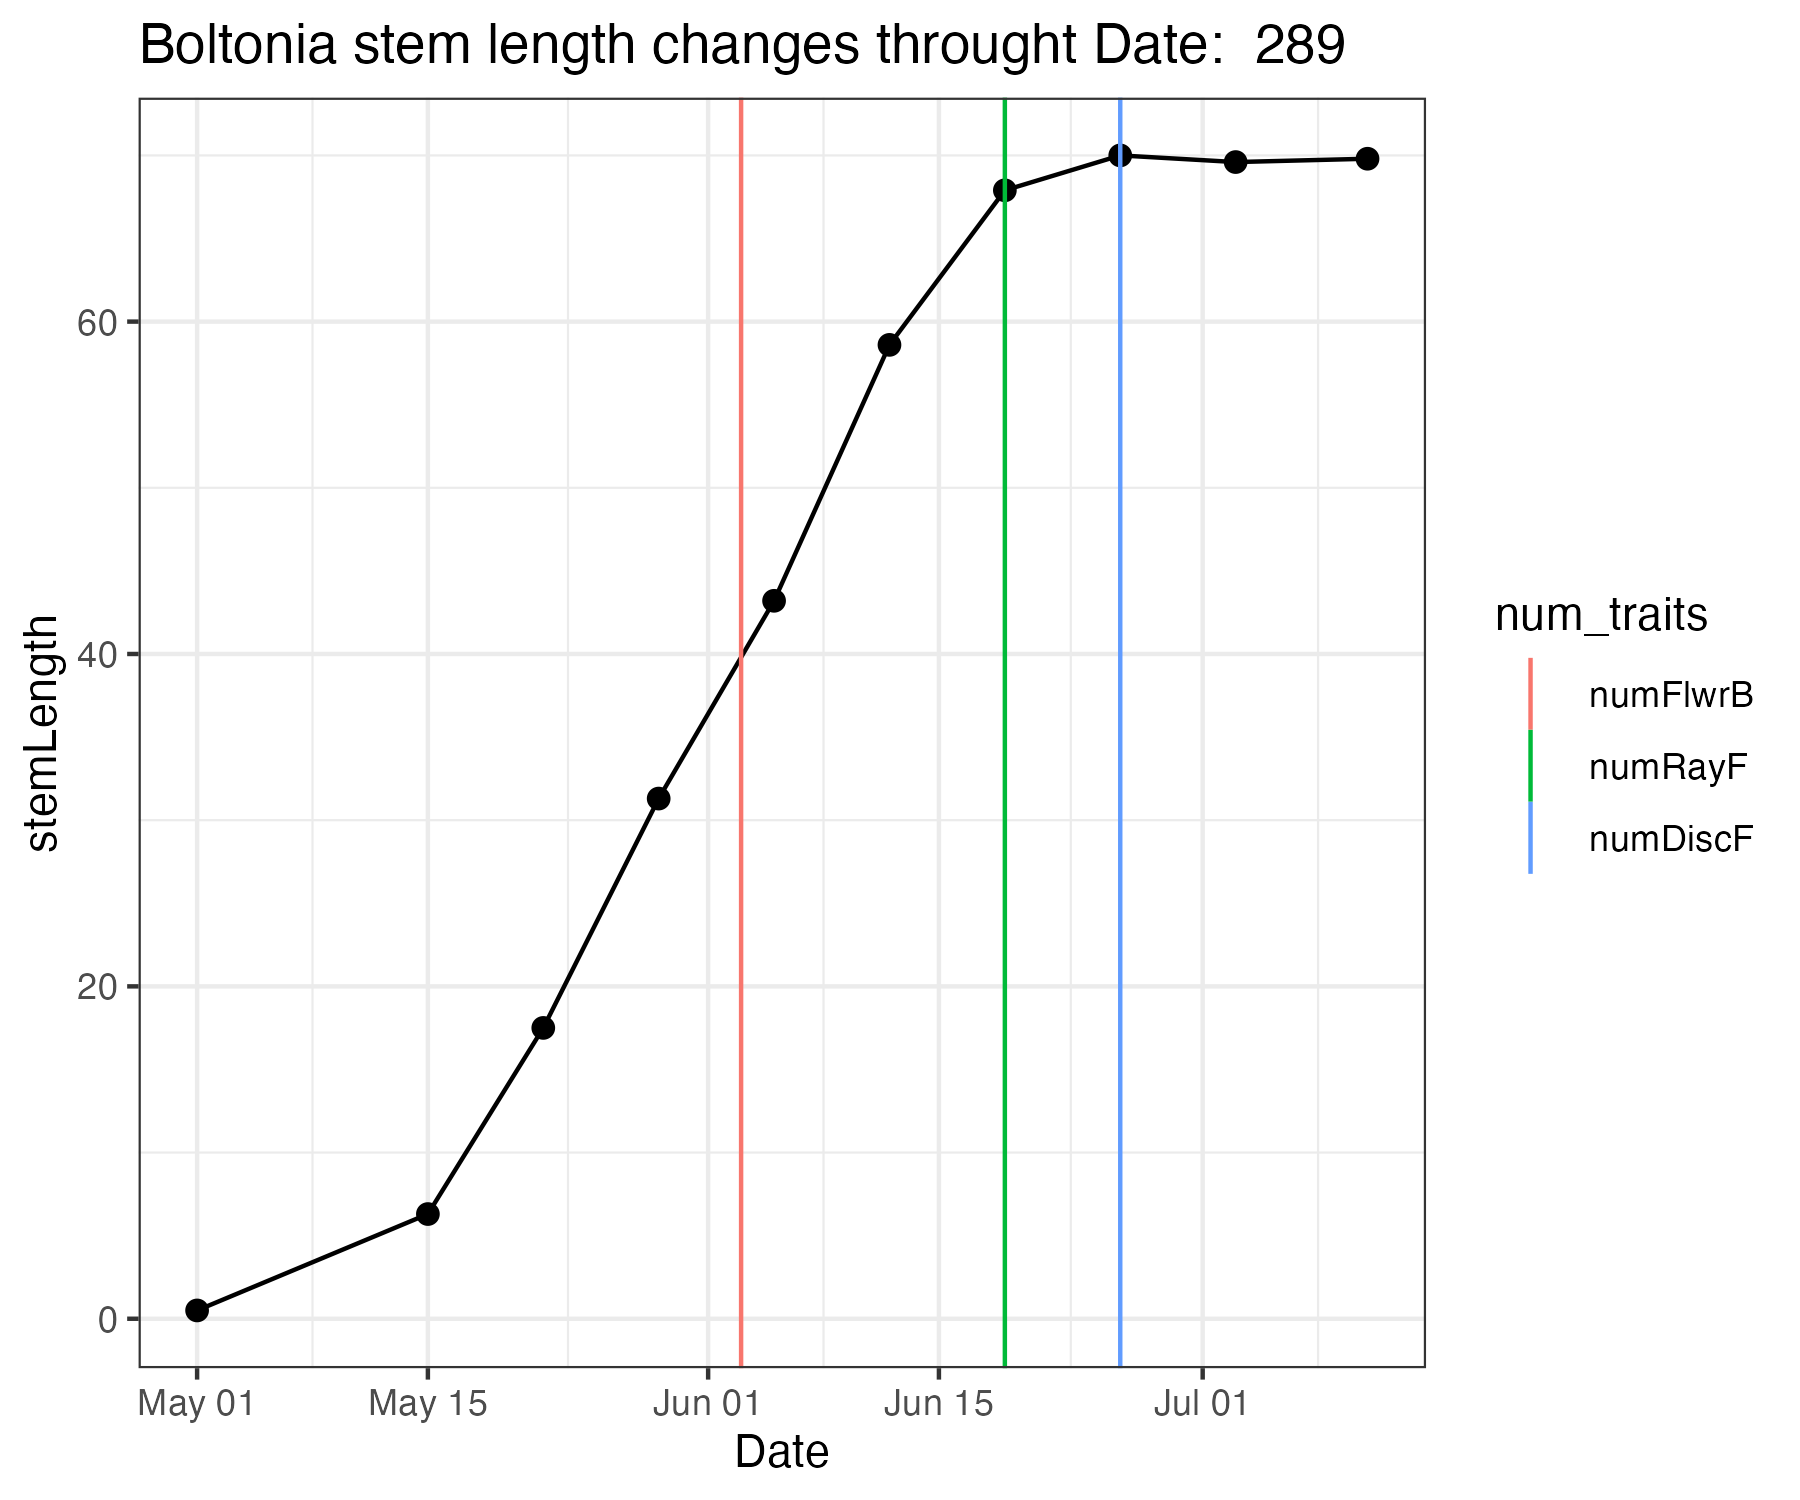 Boltonia stem length changes throught Date:  289
stemLength
60
40
20
0
May 01
May 15
Jun 01
Jun 15
Jul 01
Date
num_traits
numFlwrB
numRayF
numDiscF